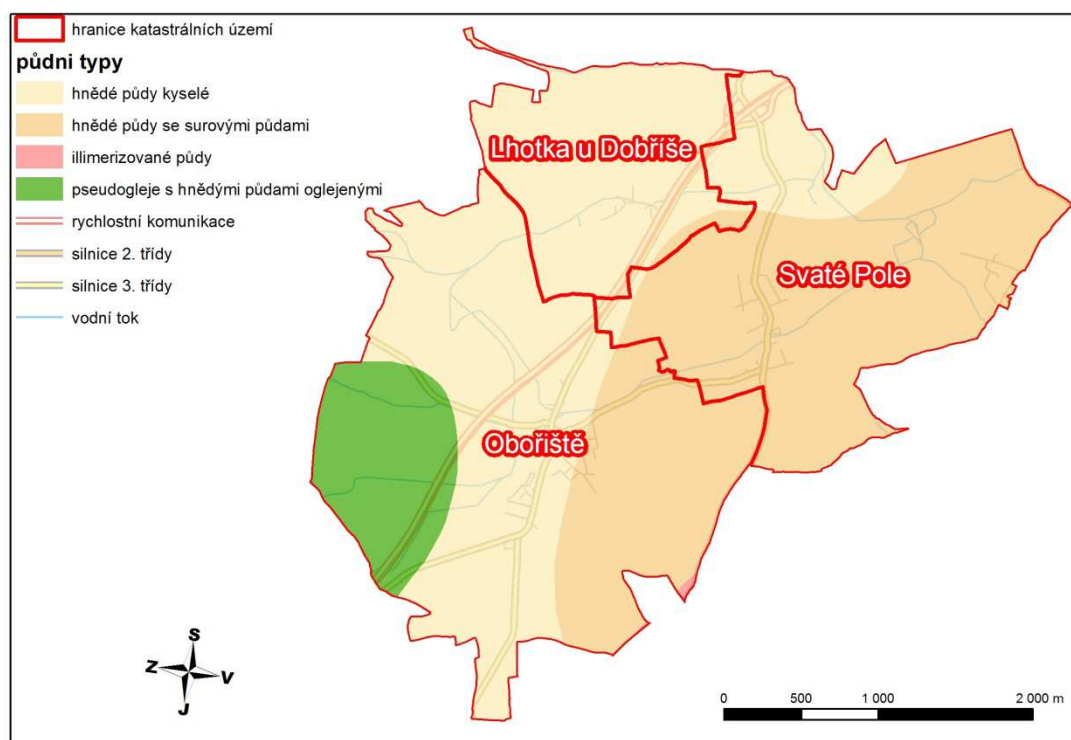 hranice katastrálních území
půdni typy
hnědé půdy kyselé
hnědé půdy se surovými půdami
illimerizované půdy
pseudogleje s hnědými půdami oglejenými
rychlostní komunikace
silnice 2. třídy
silnice 3. třídy
vodní tok
Lhotka u Dobříše
Svaté Pole
Obořiště
S
Z
V
J
0 500 1 000 2 000 m